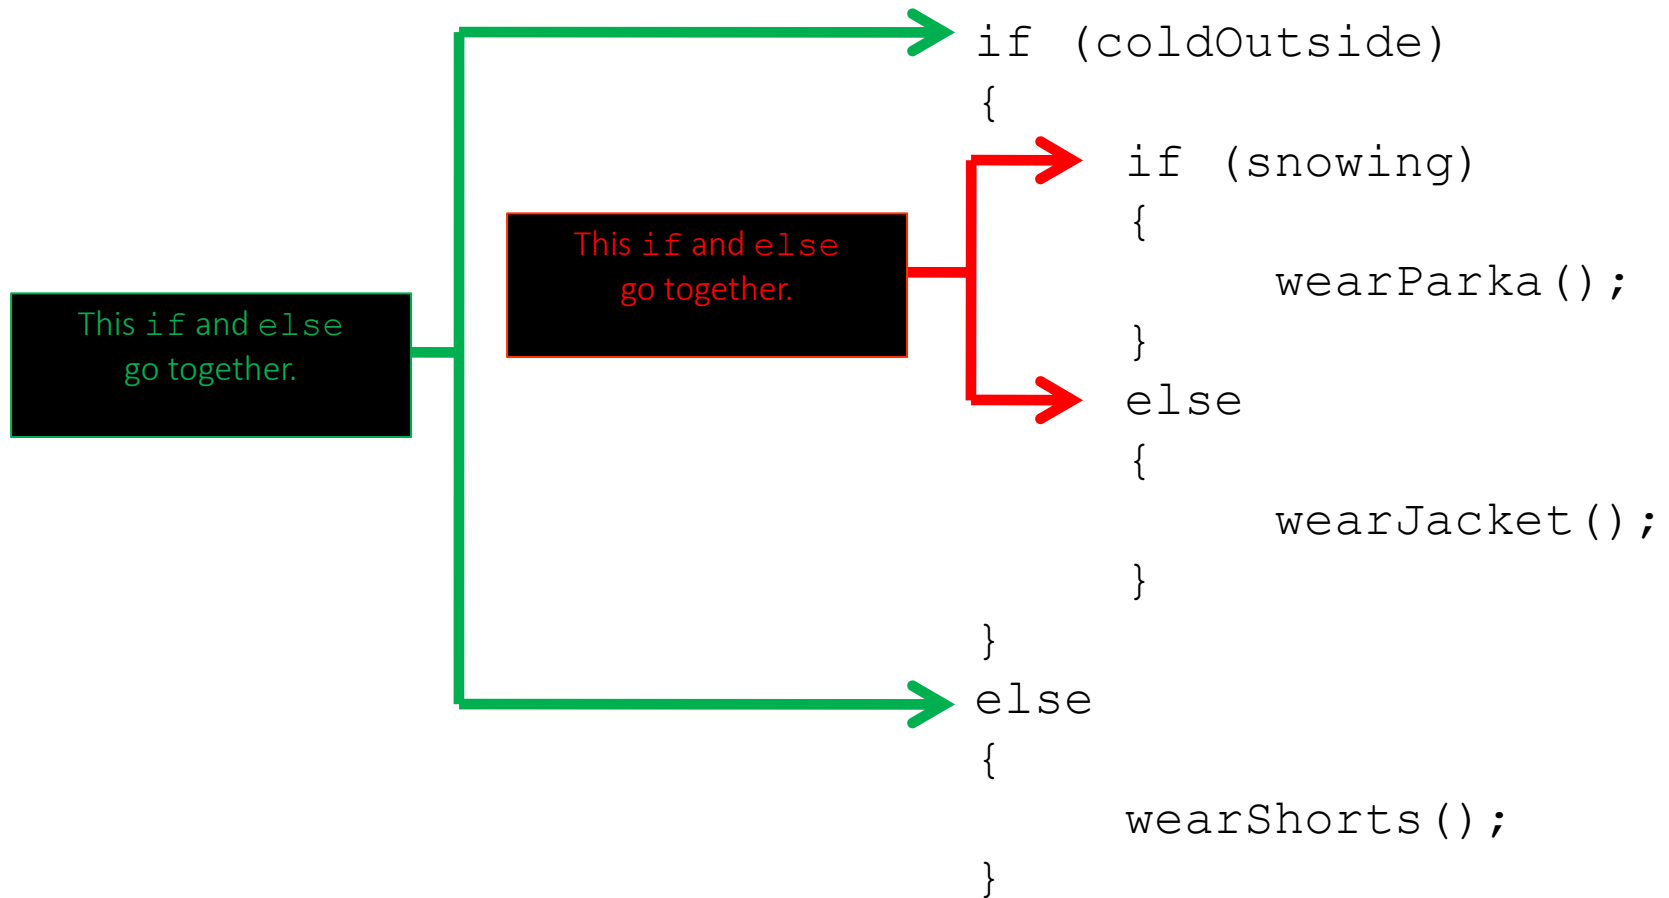 if (coldOutside)
{
if (snowing)
{
wearParka();
}
else
{
wearJacket();
}
}
else
{
wearShorts();
}
This if and else
go together.
This if and else
go together.